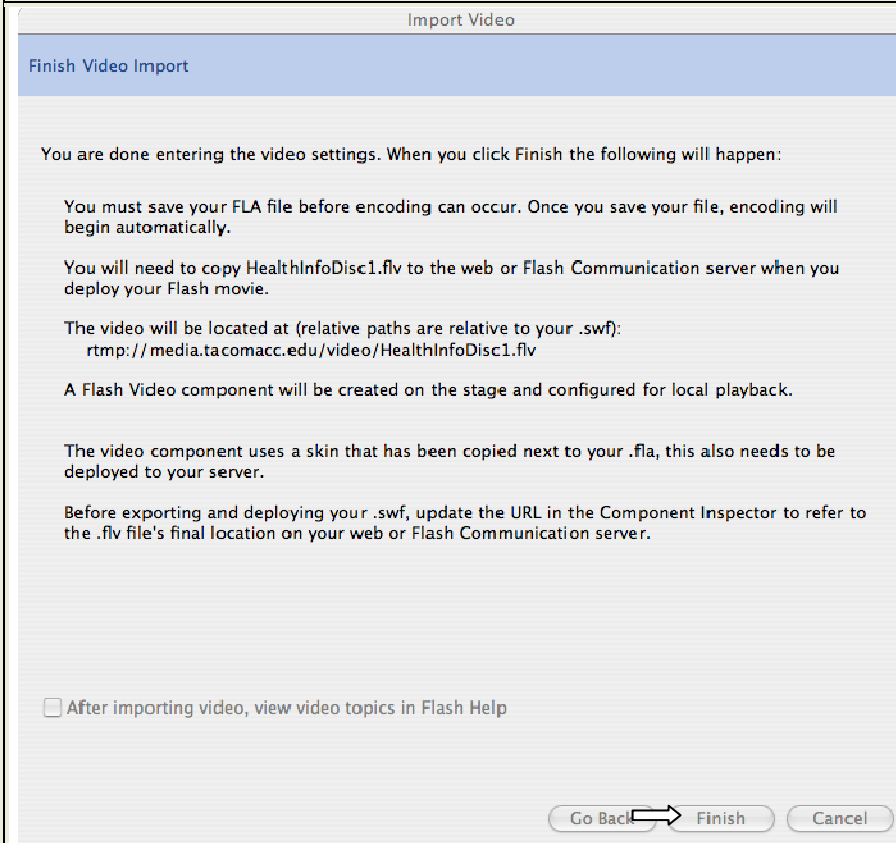 Import Video
Finish Video Import
You are done entering the video settings. When you click Finish the following will happen:
You must save your FLA file before encoding can occur. Once you save your file, encoding will
begin automatically.
You will need to copy HealthInfoDisc1.flv to the web or Flash Communication server when you
deploy your Flash movie.
The video will be located at (relative paths are relative to your .swf):
rtmp://media.tacomacc.edu/video/HealthInfoDisc1.flv
A Flash Video component will be created on the stage and configured for local playback.
The video component uses a skin that has been copied next to your .fla, this also needs to be
deployed to your server.
Before exporting and deploying your .swf, update the URL in the Component Inspector to refer to
the .flv file's final location on your web or Flash Communication server.
After importing video, view video topics in Flash Help
Go Back Finish Cancel